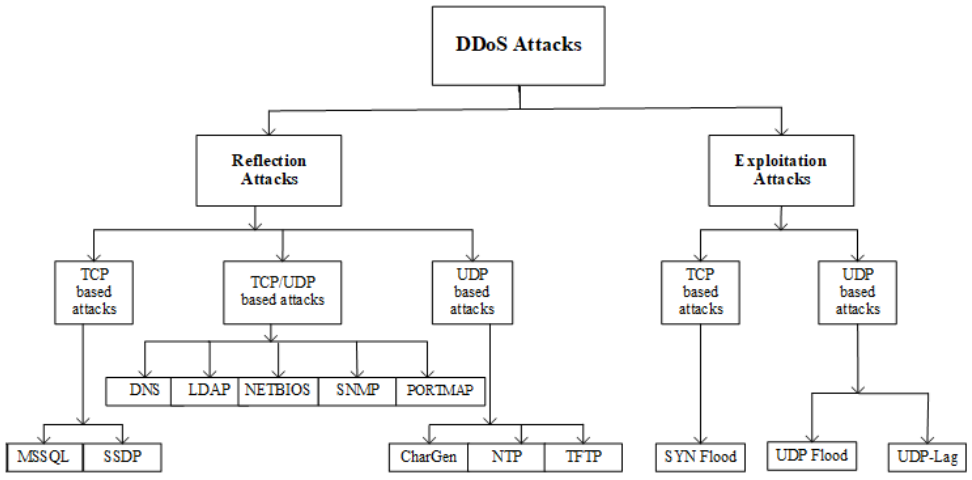 DDoS Attacks
Reflection
Attacks
Exploitation
Attacks
TCP
based
attacks
TCP/UDP
based attacks
UDP
based
attacks
TCP
based
attacks
UDP
based
attacks
DNS
LDAP
NETBIOS
SNMP
PORTMAP
MSSQL
SSDP
CharGen
NTP
TFTP
SYN Flood
UDP Flood
UDP-Lag